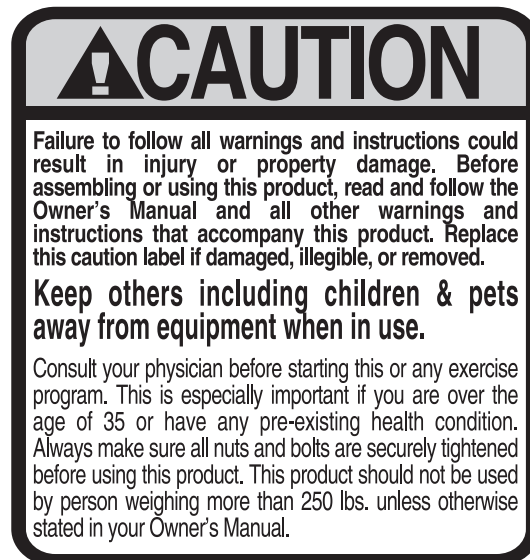 CAUTION
Failure to follow all warnings and instructions could
result in injury or property damage. Before
assembling or using this product, read and follow the
Owner's Manual and all other warnings and
instructions that accompany this product. Replace
this caution label if damaged, illegible, or removed.
Keep others including children & pets
away from equipment when in use.
Consult your physician before starting this or any exercise
program. This is especially important if you are over the
age of 35 or have any pre-existing health condition.
Always make sure all nuts and bolts are securely tightened
before using this product. This product should not be used
by person weighing more than 250 lbs. unless otherwise
stated in your Owner's Manual.